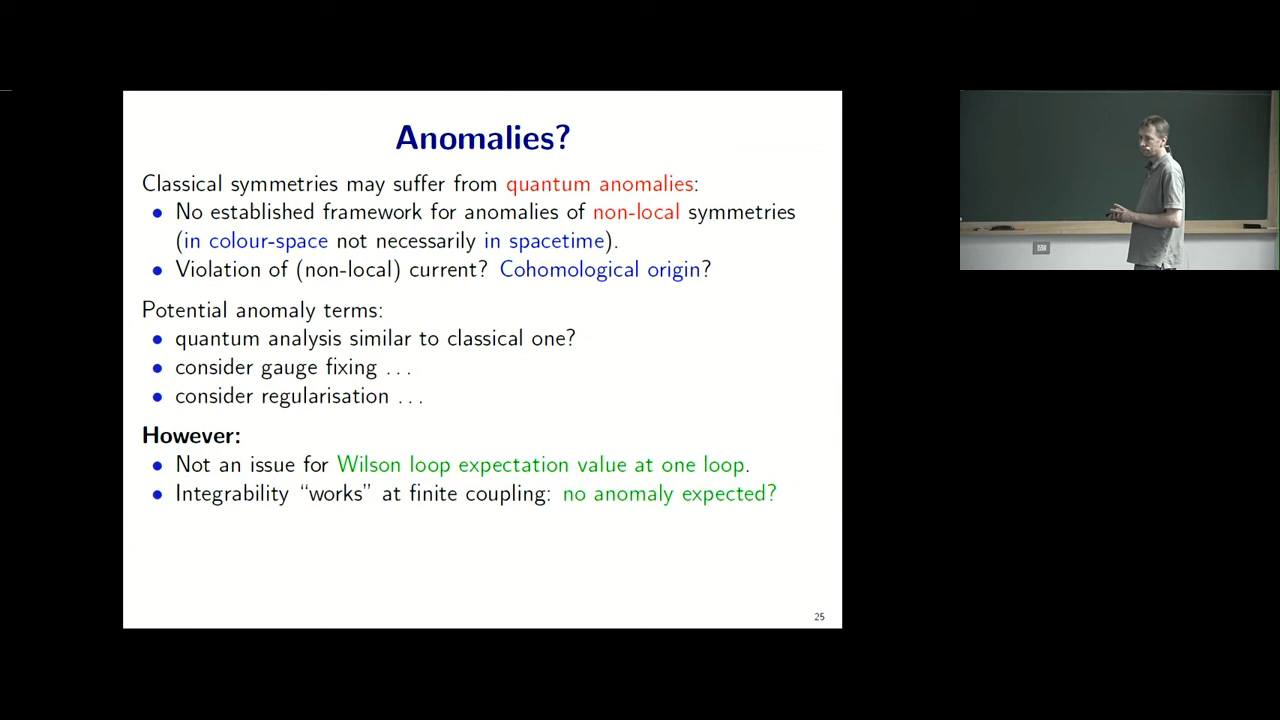 Anomalies?
Classical symmetries may suffer from quantum anomalies:
• No established framework for anomalies of non-local symmetries
(in colour-space not necessarily in spacetime).
• Violation of (non-local) current? Cohomological origin?
Potential anomaly terms:
• quantum analysis similar to classical one?
• consider gauge fixing ...
• consider regularisation ...
However:
• Not an issue for Wilson loop expectation value at one loop.
• Integrability “works” at finite coupling: no anomaly expected?
25